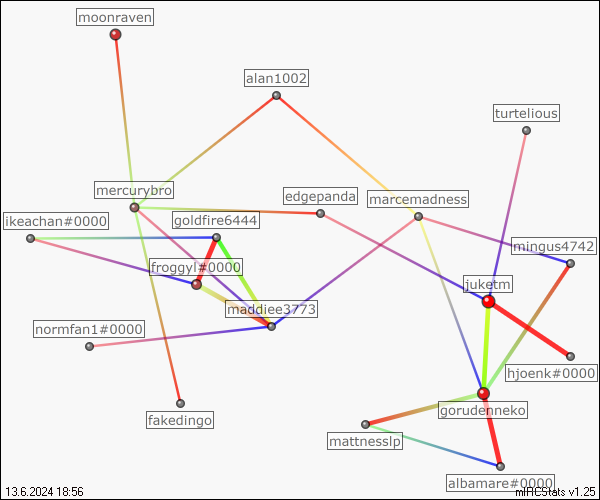 moonraven
alan1002
turtelious
mercurybro
edgepanda
marcemadness
ikeachan#0000
goldfire6444
mingus4742
froggyl#0000
juketm
maddiee3773
normfan1#0000
hjoenk#0000
fakedingo
gorudenneko
mattnesslp
albamare#0000
13.6.2024 18:56
mIRCStats v1.25